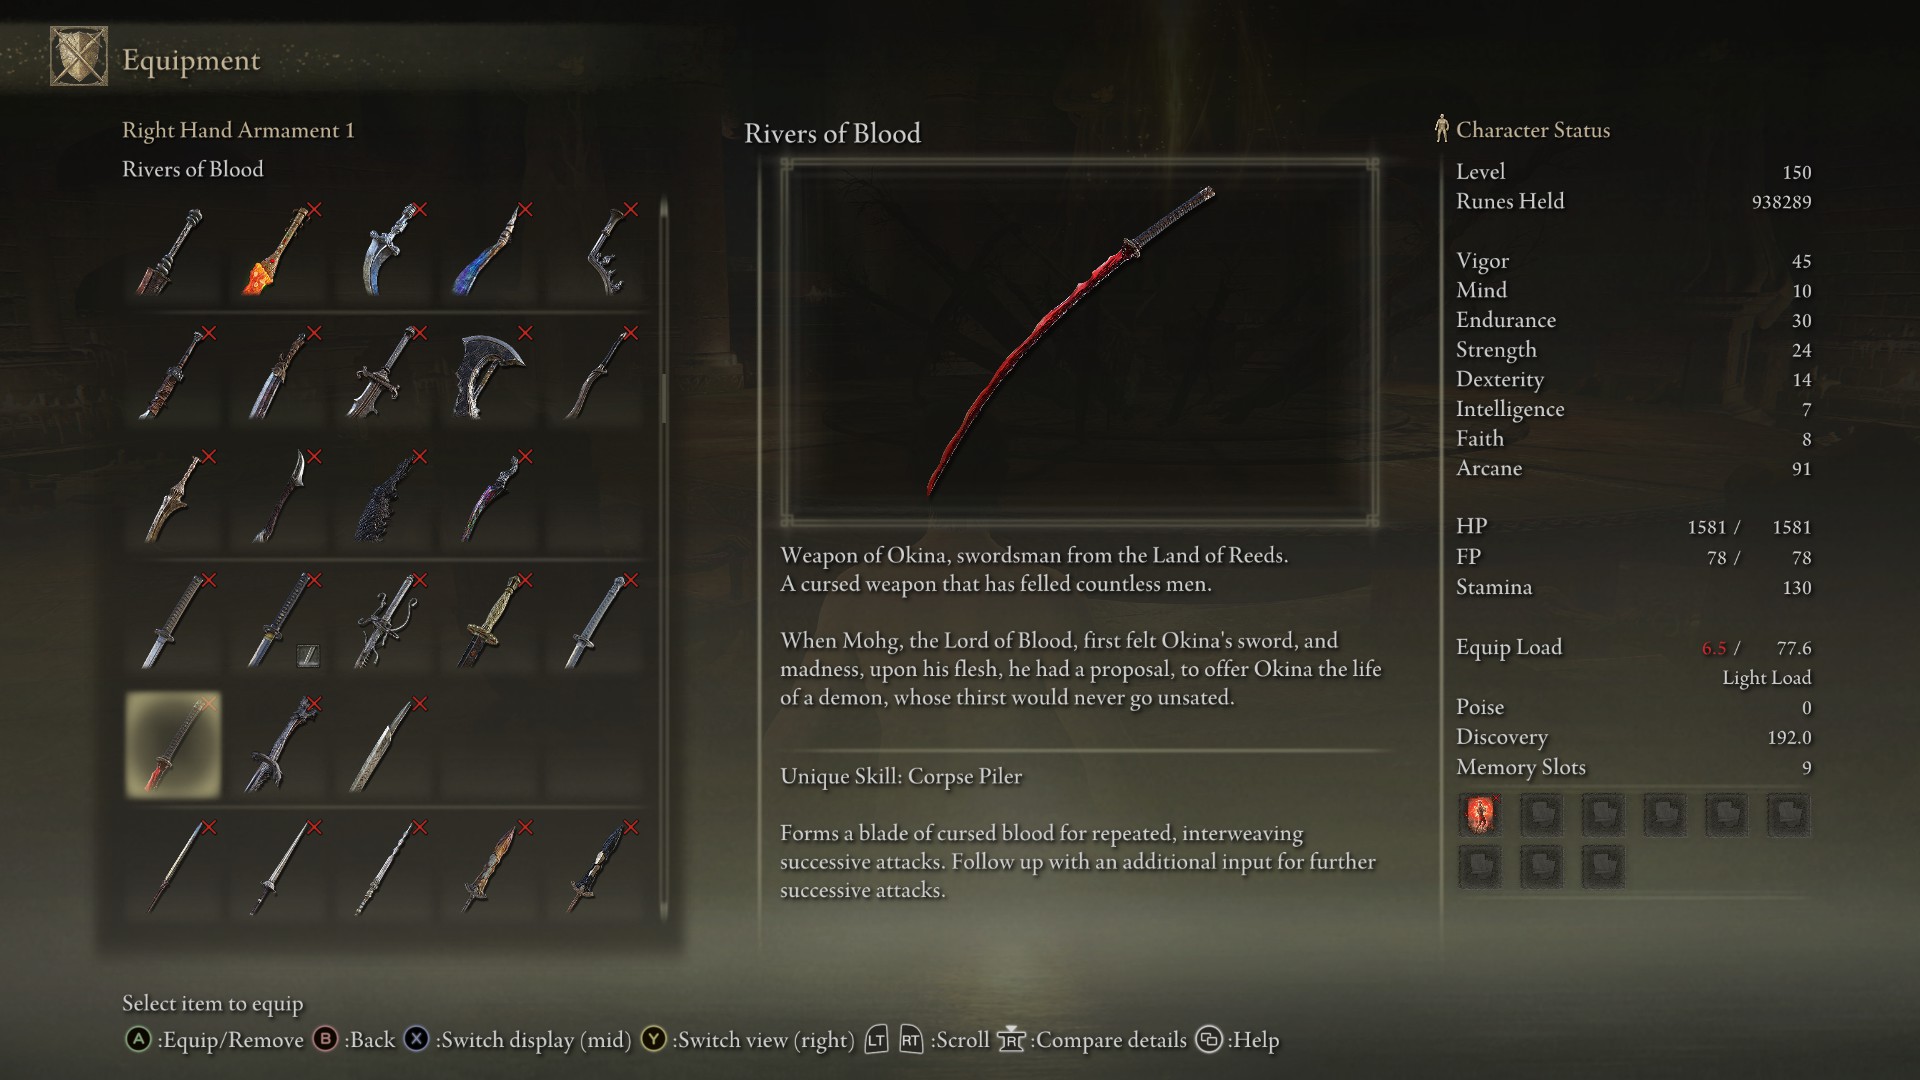 Equipment
Right Hand Armament 1
Rivers of Blood
Rivers of Blood
Weapon of Okina, swordsman from the Land of Reeds.
A cursed weapon that has felled countless men.
When Mohg, the Lord of Blood, first felt Okina's sword, and
madness, upon his flesh, he had a proposal, to offer Okina the life
of a demon, whose thirst would never go unsated.
Unique Skill: Corpse Piler
Forms a blade of cursed blood for repeated, interweaving
successive attacks. Follow up with an additional input for further
successive attacks.
Character Status
Level 150
Runes Held 938289
Vigor 45
Mind 10
Endurance 30
Strength 24
Dexterity 14
Intelligence 7
Faith 8
Arcane 91
HP 1581 / 1581
FP 78 / 78
Stamina 130
Equip Load 6.5 / 77.6
Light Load
Poise 0
Discovery 192.0
Memory Slots 9
Select item to equip
A :Equip/Remove B :Back X :Switch display (mid) Y :Switch view (right) LT RT :Scroll R :Compare details :Help